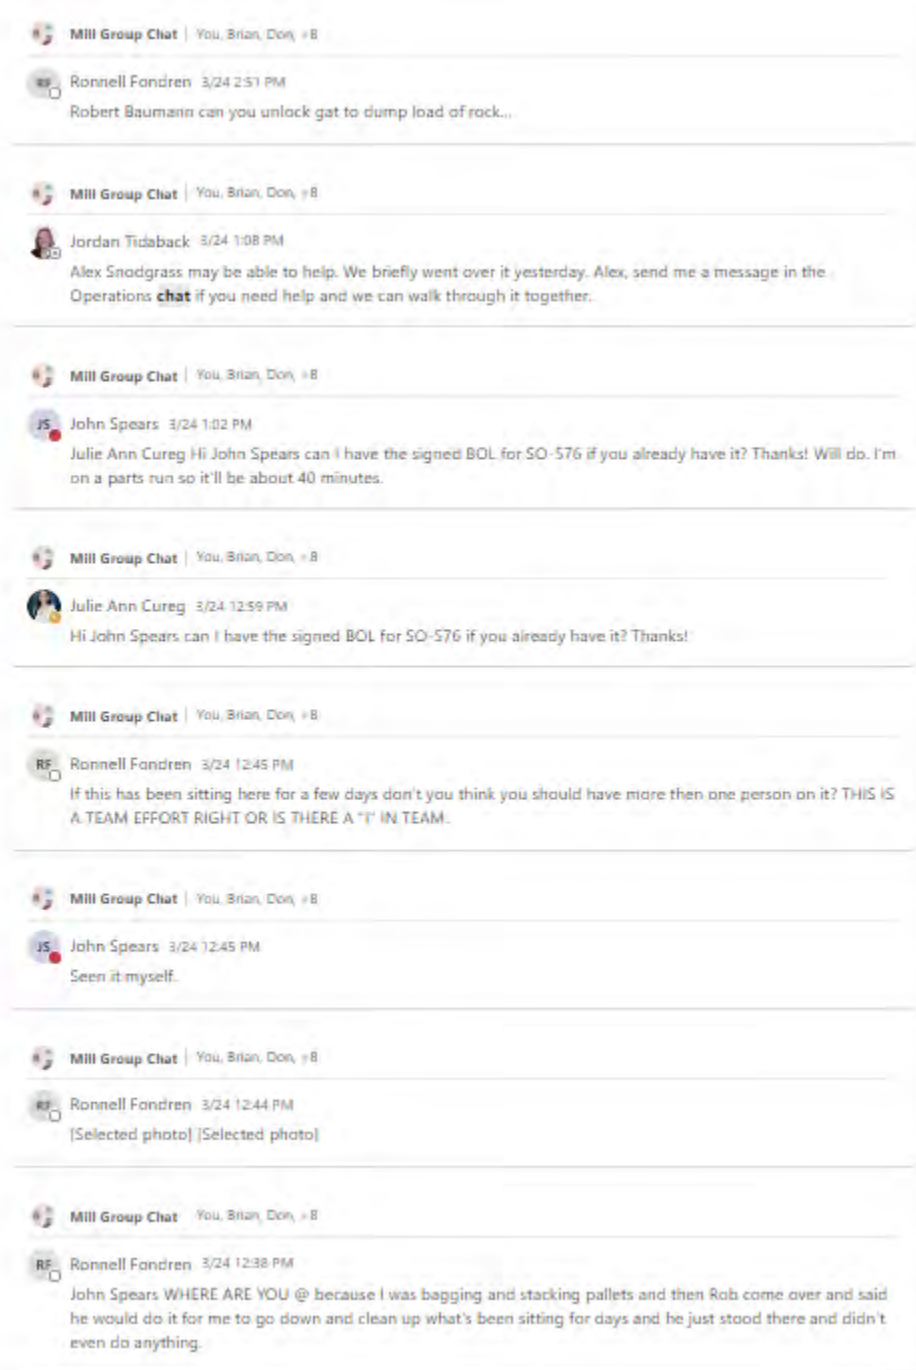 Mill Group Chat | You, Brian, Don, +8
RF Ronnell Fondren 3/24 2:51 PM
Robert Baumann can you unlock gat to dump load of rock...
Mill Group Chat | You, Brian, Don, +8
Jordan Tidaback 3/24 1:08 PM
Alex Snodgrass may be able to help. We briefly went over it yesterday. Alex, send me a message in the
Operations chat if you need help and we can walk through it together.
Mill Group Chat | You, Brian, Don, +8
JS John Spears 3/24 1:02 PM
Julie Ann Cureg Hi John Spears can I have the signed BOL for SO-576 if you already have it? Thanks! Will do. I'm
on a parts run so it'll be about 40 minutes.
Mill Group Chat | You, Brian, Don, +8
Julie Ann Cureg 3/24 12:59 PM
Hi John Spears can I have the signed BOL for SO-576 if you already have it? Thanks!
Mill Group Chat | You, Brian, Don, +8
RF Ronnell Fondren 3/24 12:45 PM
If this has been sitting here for a few days don't you think you should have more then one person on it? THIS IS
A TEAM EFFORT RIGHT OR IS THERE A "I" IN TEAM.
Mill Group Chat | You, Brian, Don, +8
JS John Spears 3/24 12:45 PM
Seen it myself.
Mill Group Chat | You, Brian, Don, +8
RF Ronnell Fondren 3/24 12:44 PM
[Selected photo] [Selected photo]
Mill Group Chat You, Brian, Don, +8
RF Ronnell Fondren 3/24 12:38 PM
John Spears WHERE ARE YOU @ because I was bagging and stacking pallets and then Rob come over and said
he would do it for me to go down and clean up what's been sitting for days and he just stood there and didn't
even do anything.